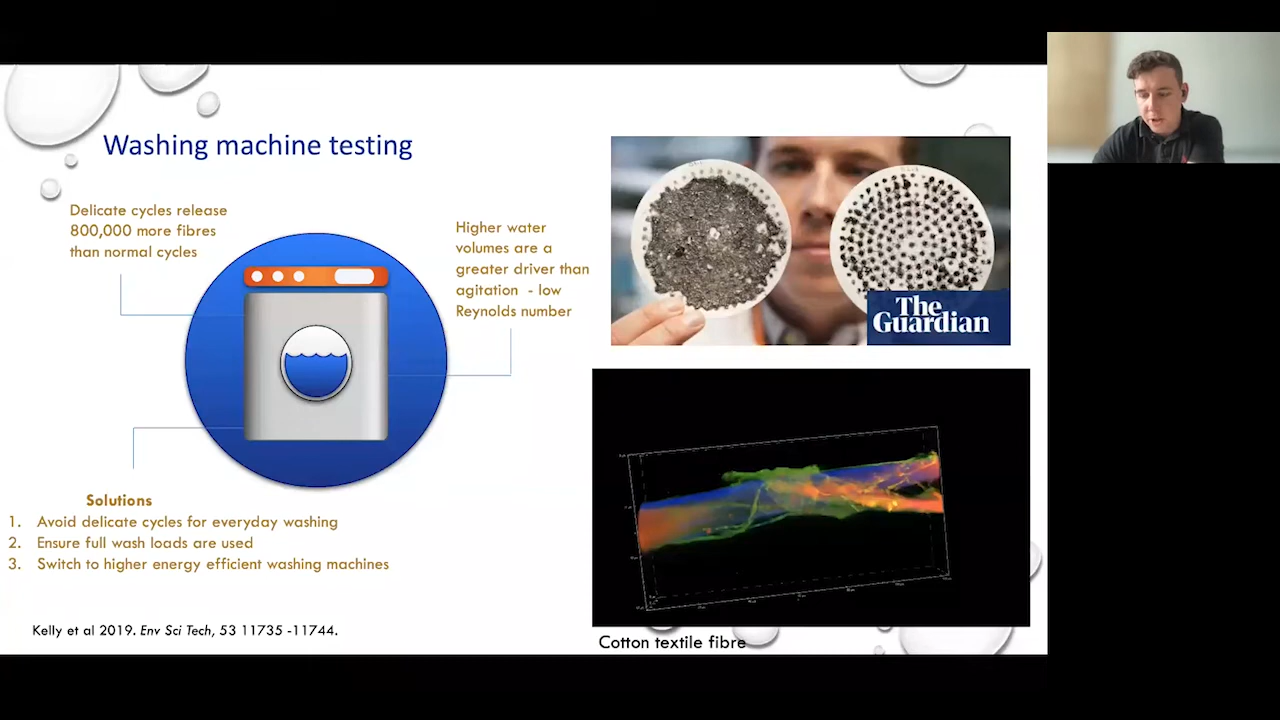 Washing machine testing
Delicate cycles release
800,000 more fibres
than normal cycles
Higher water
volumes are a
greater driver than
agitation - low
Reynolds number
Solutions
1. Avoid delicate cycles for everyday washing
2. Ensure full wash loads are used
3. Switch to higher energy efficient washing machines
Kelly et al 2019. Env Sci Tech, 53 11735 -11744.
The
Guardian
Cotton textile fibre